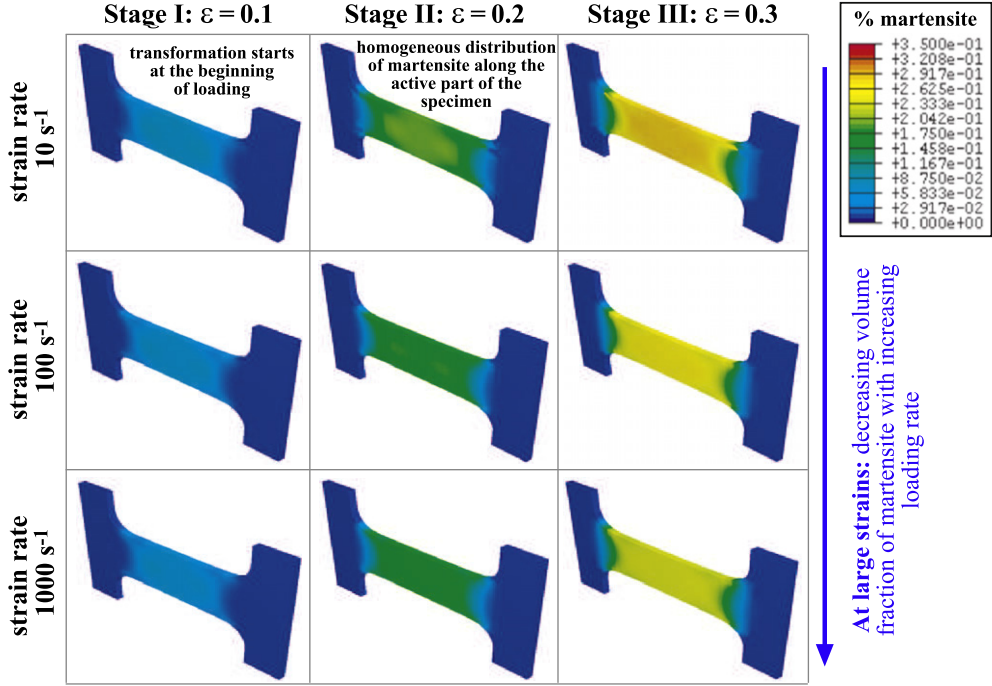 Stage I: ε = 0.1
Stage II: ε = 0.2
Stage III: ε = 0.3
% martensite
+3.500e-01
+3.208e-01
+2.917e-01
+2.625e-01
+2.333e-01
+2.042e-01
+1.750e-01
+1.458e-01
+1.167e-01
+8.750e-02
+5.833e-02
+2.917e-02
+0.000e+00
strain rate
10 s-1
transformation starts
at the beginning
of loading
homogeneous distribution
of martensite along the
active part of the
specimen
strain rate
100 s-1
strain rate
1000 s-1
At large strains: decreasing volume
fraction of martensite with increasing
loading rate